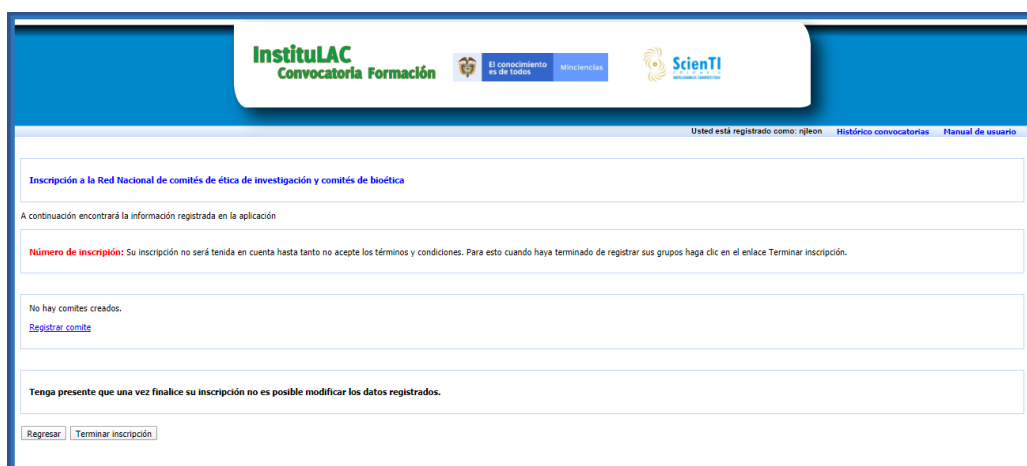 InstituLAC
Convocatoria Formación
El conocimiento
es de todos
Minciencias
ScienTI
COLOMBIA
Usted está registrado como: njleon Histórico convocatorias Manual de usuario
Inscripción a la Red Nacional de comités de ética de investigación y comités de bioética
A continuación encontrará la información registrada en la aplicación
Número de inscripión: Su inscripción no será tenida en cuenta hasta tanto no acepte los términos y condiciones. Para esto cuando haya terminado de registrar sus grupos haga clic en el enlace Terminar inscripción.
No hay comites creados.
Registrar comite
Tenga presente que una vez finalice su inscripción no es posible modificar los datos registrados.
Regresar Terminar inscripción